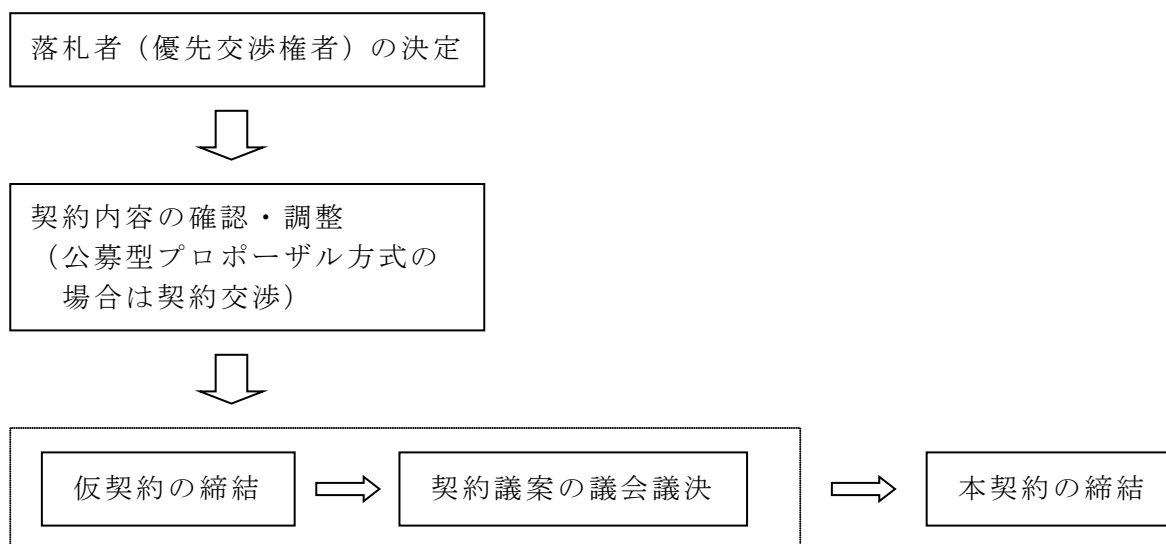 落札者（優先交渉権者）の決定
契約内容の確認・調整
（公募型プロポーザル方式の
場合は契約交渉）
仮契約の締結
契約議案の議会議決
本契約の締結